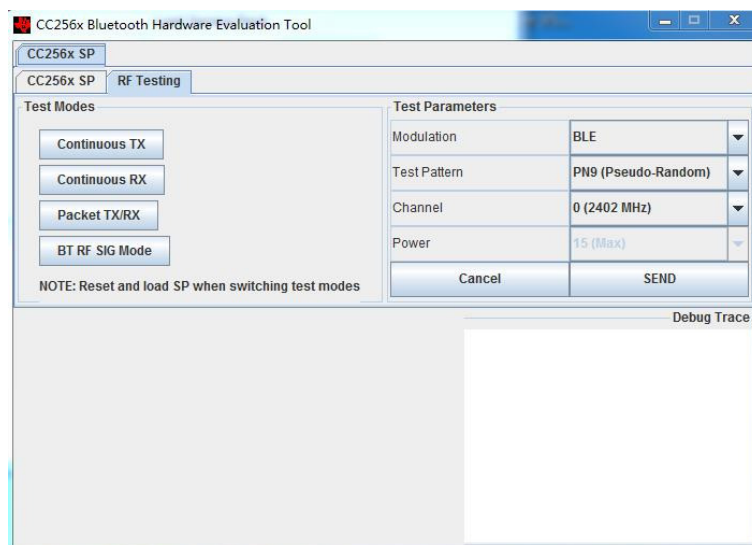 CC256x Bluetooth Hardware Evaluation Tool
CC256x SP
CC256x SP RF Testing
Test Modes
Continuous TX
Continuous RX
Packet TX/RX
BT RF SIG Mode
NOTE: Reset and load SP when switching test modes
Test Parameters
Modulation BLE
Test Pattern PN9 (Pseudo-Random)
Channel 0 (2402 MHz)
Power 15 (Max)
Cancel SEND
Debug Trace